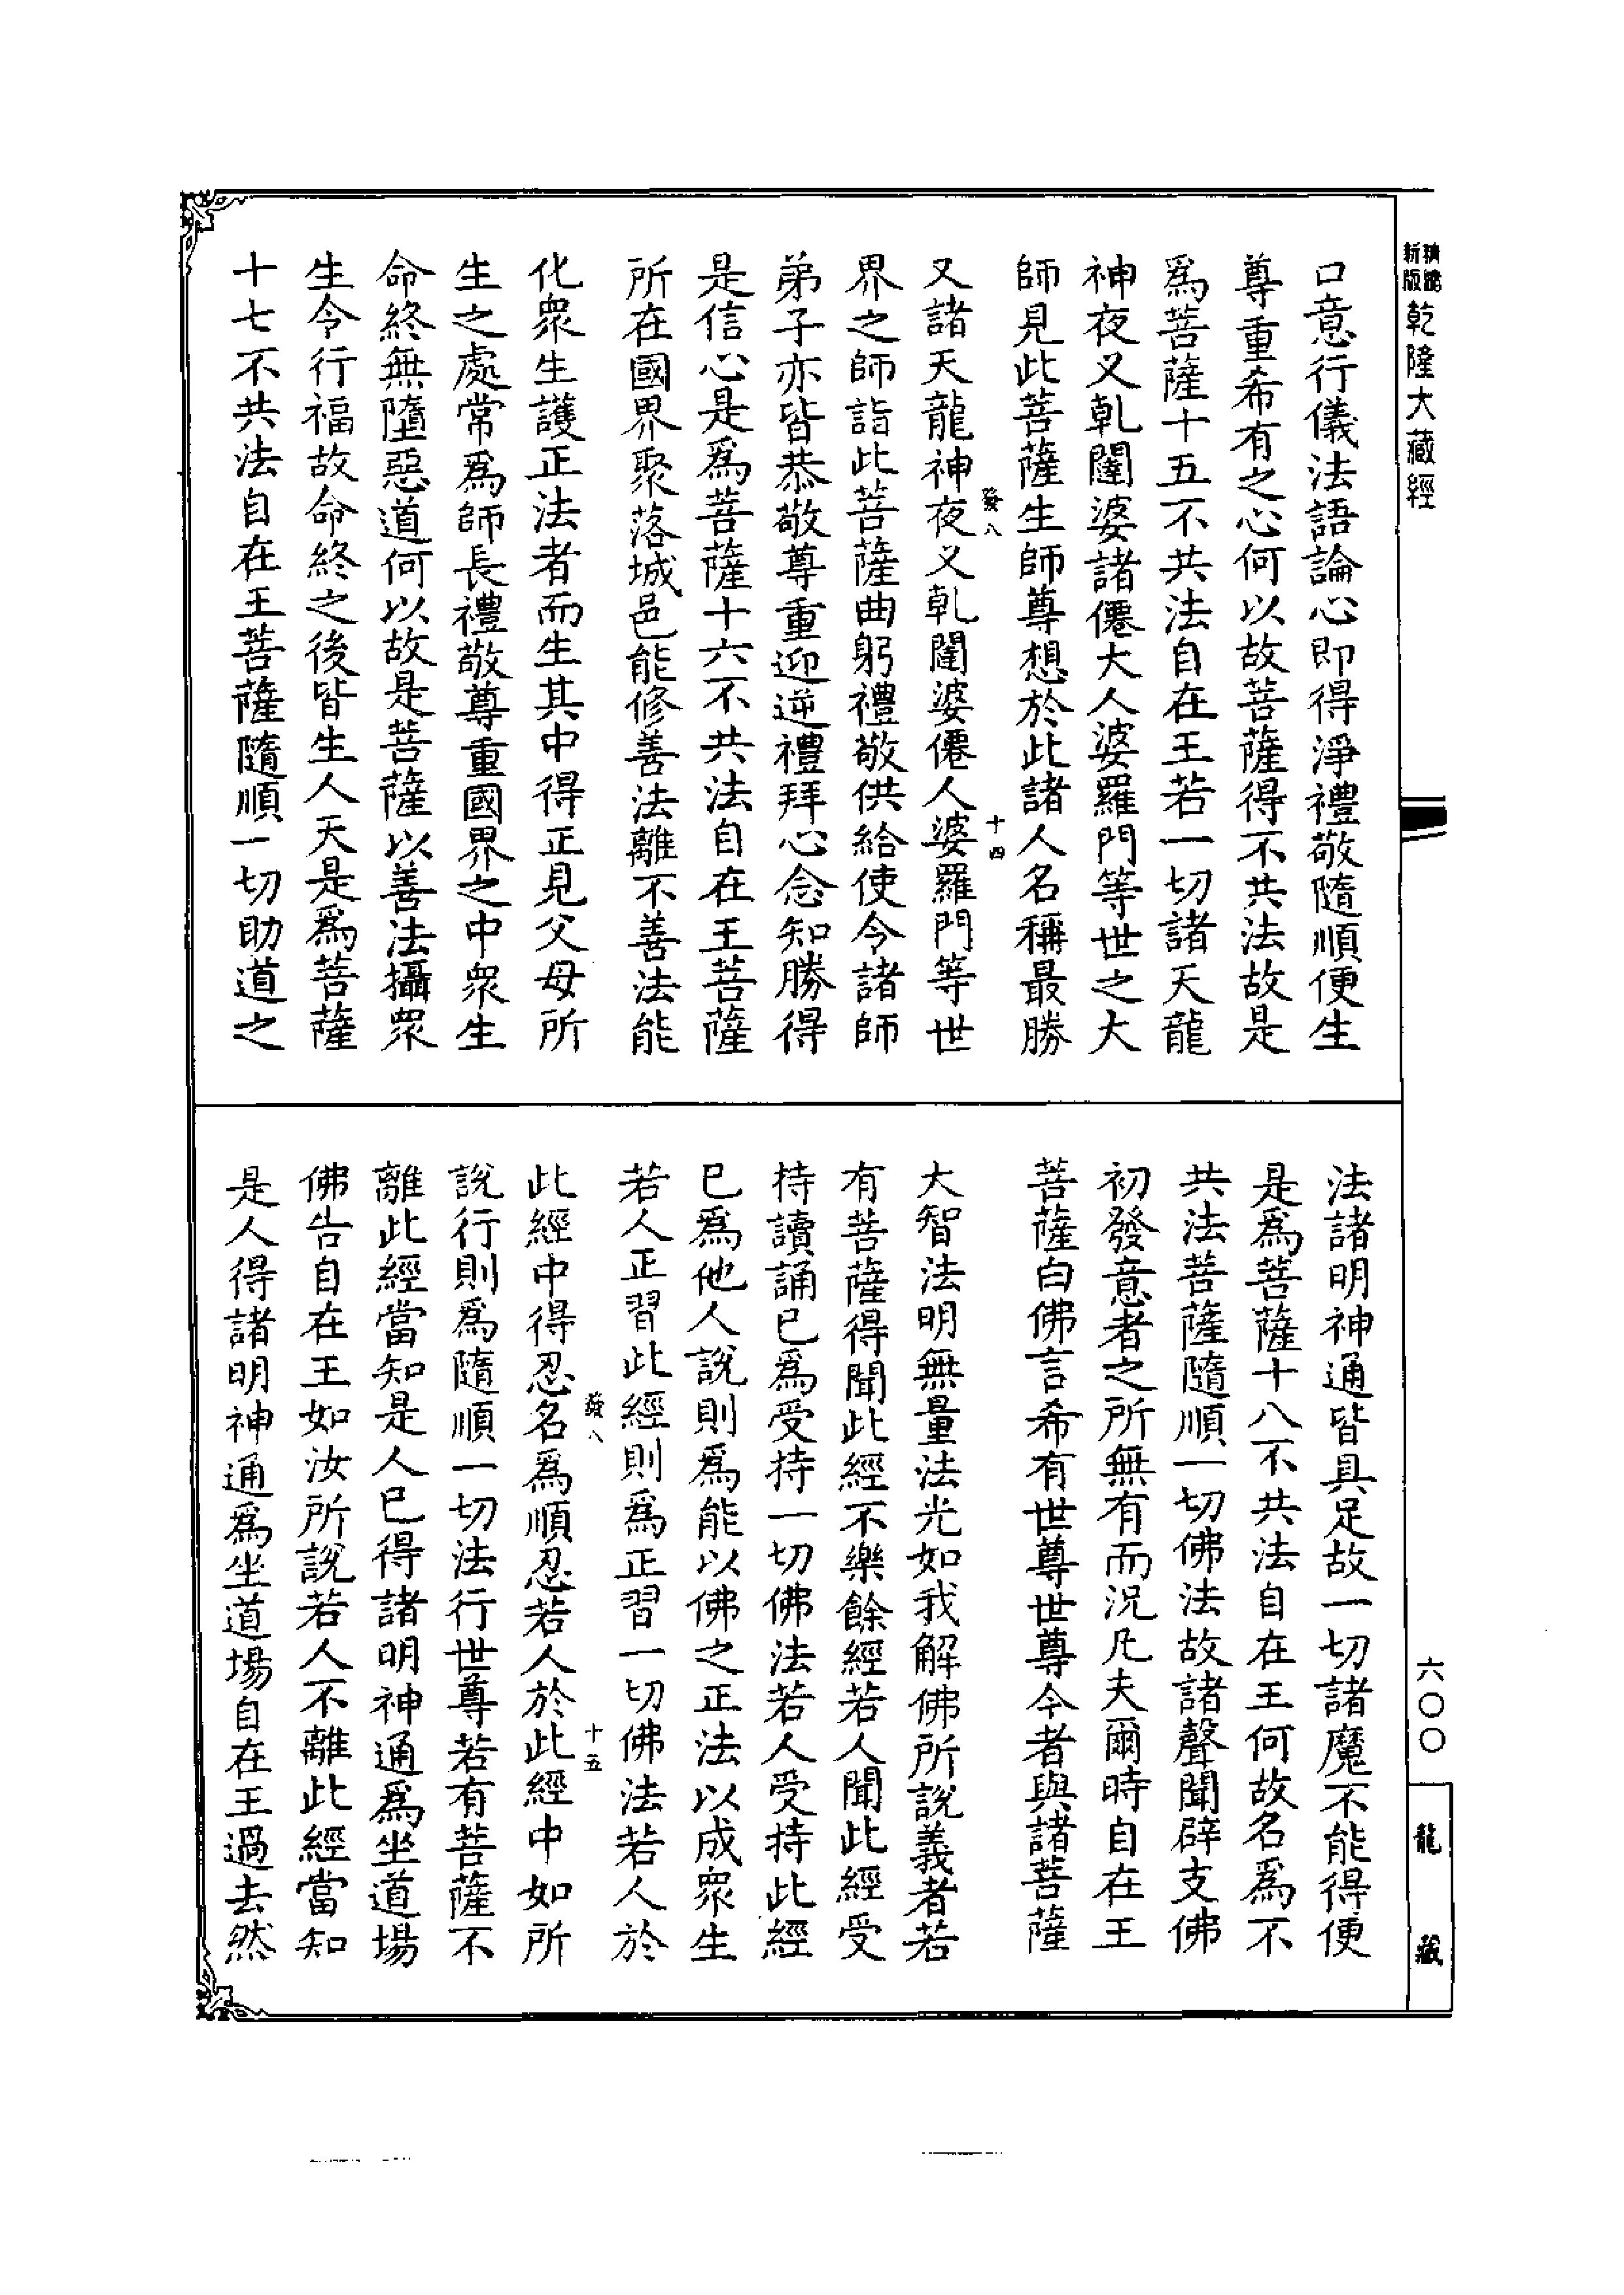 新版
精縮
乾隆大藏經
口意行儀法語論心即得淨禮敬隨順便生
尊重希有之心何以故菩薩得不共法故是
爲菩薩十五不共法自在王若一切諸天龍
神夜叉乹闥婆諸僊大人婆羅門等世之大
師見此菩薩生師尊想於此諸人名稱最勝
發八
十四
又諸天龍神夜叉乹闥婆僊人婆羅門等世
界之師詣此菩薩曲躬禮敬供給使令諸師
弟子亦皆恭敬尊重迎逆禮拜心念知勝得
是信心是爲菩薩十六不共法自在王菩薩
所在國界聚落城邑能修善法離不善法能
化衆生護正法者而生其中得正見父母所
生之處常爲師長禮敬尊重國界之中衆生
命終無墮惡道何以故是菩薩以善法攝衆
生令行福故命終之後皆生人天是爲菩薩
十七不共法自在王菩薩隨順一切助道之
法諸明神通皆具足故一切諸魔不能得便
是爲菩薩十八不共法自在王何故名爲不
共法菩薩隨順一切佛法故諸聲聞辟支佛
初發意者之所無有而況凡夫爾時自在王
菩薩白佛言希有世尊世尊今者與諸菩薩
大智法明無量法光如我解佛所說義者若
有菩薩得聞此經不樂餘經若人聞此經受
持讀誦已爲受持一切佛法若人受持此經
已爲他人說則爲能以佛之正法以成衆生
若人正習此經則爲正習一切佛法若人於
發八
十五
此經中得忍名爲順忍若人於此經中如所
說行則爲隨順一切法行世尊若有菩薩不
離此經當知是人已得諸明神通爲坐道場
佛告自在王如汝所說若人不離此經當知
是人得諸明神通爲坐道場自在王過去然
六〇〇
龍藏